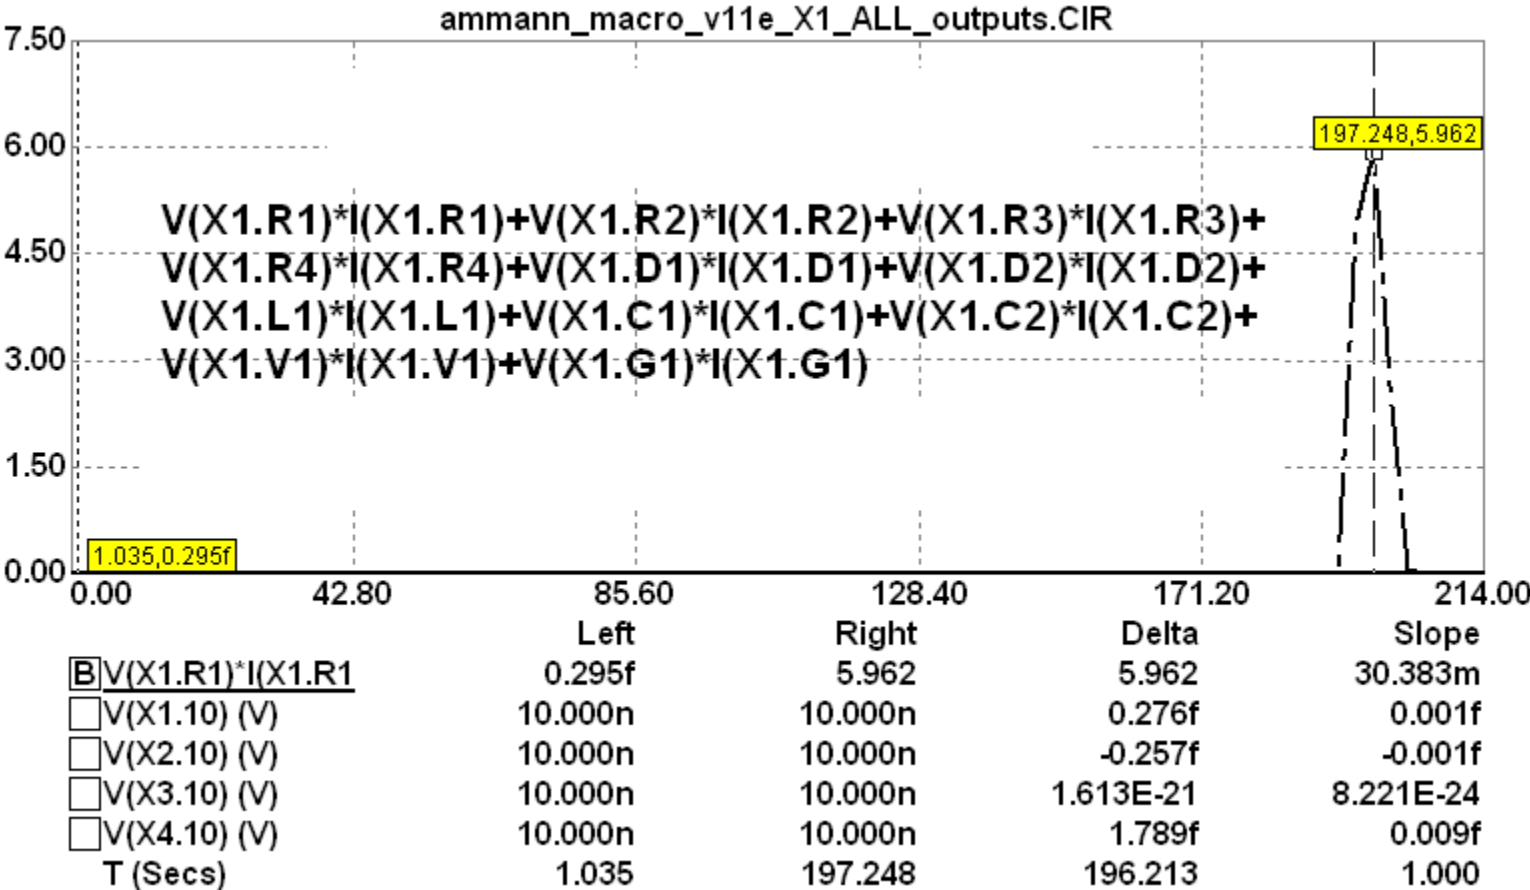 ammann_macro_v11e_X1_ALL_outputs.CIR
7.50
197.248,5.962
6.00
V(X1.R1)*I(X1.R1)+V(X1.R2)*I(X1.R2)+V(X1.R3)*I(X1.R3)+
4.50
V(X1.R4)*I(X1.R4)+V(X1.D1)*I(X1.D1)+V(X1.D2)*I(X1.D2)+
V(X1.L1)*I(X1.L1)+V(X1.C1)*I(X1.C1)+V(X1.C2)*I(X1.C2)+
3.00
V(X1.V1)*I(X1.V1)+V(X1.G1)*I(X1.G1)
1.50
1.035,0.295f
0.00
0.00 42.80 85.60 128.40 171.20 214.00
Left Right Delta Slope
B V(X1.R1)*I(X1.R1 0.295f 5.962 5.962 30.383m
V(X1.10) (V) 10.000n 10.000n 0.276f 0.001f
V(X2.10) (V) 10.000n 10.000n -0.257f -0.001f
V(X3.10) (V) 10.000n 10.000n 1.613E-21 8.221E-24
V(X4.10) (V) 10.000n 10.000n 1.789f 0.009f
T (Secs) 1.035 197.248 196.213 1.000